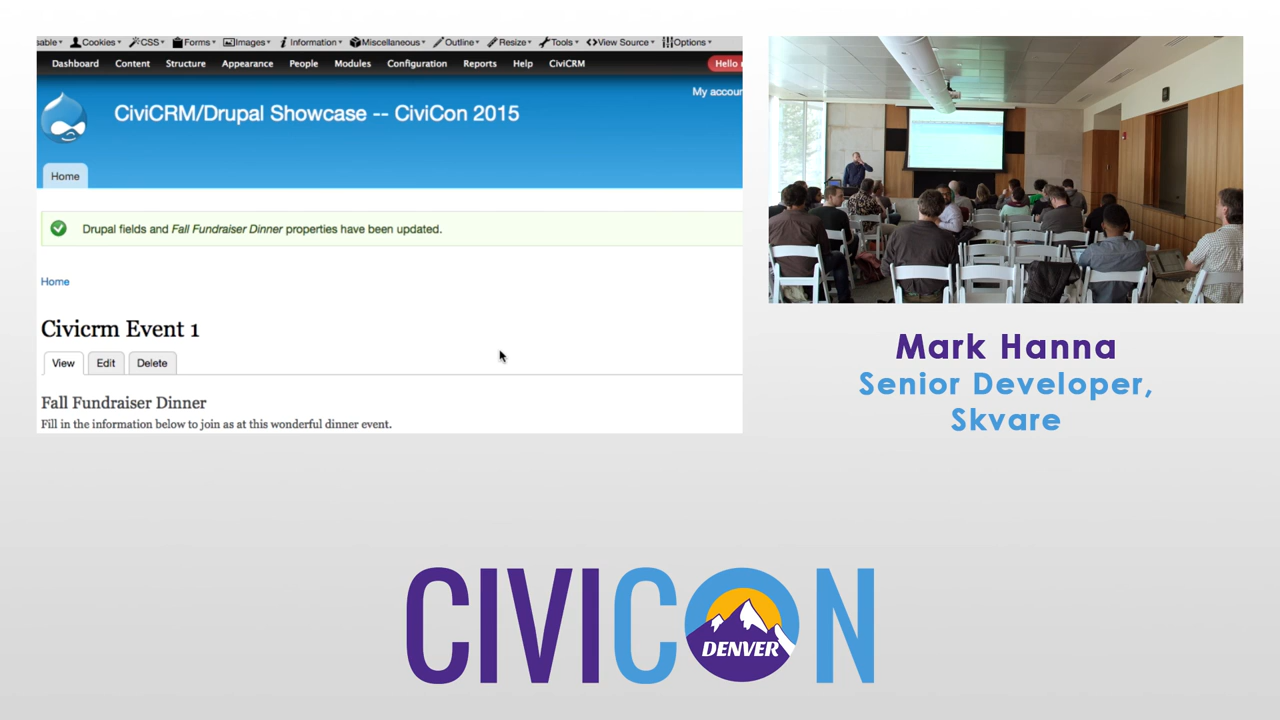 Cookies CSS Forms Images Information Miscellaneous Outline Resize Tools View Source Options
Dashboard Content Structure Appearance People Modules Configuration Reports Help CiviCRM Hello
My accoun
CiviCRM/Drupal Showcase -- CiviCon 2015
Home
Drupal fields and Fall Fundraiser Dinner properties have been updated.
Home
Civicrm Event 1
View Edit Delete
Fall Fundraiser Dinner
Fill in the information below to join as at this wonderful dinner event.
Mark Hanna
Senior Developer,
Skvare
CIVICON
DENVER